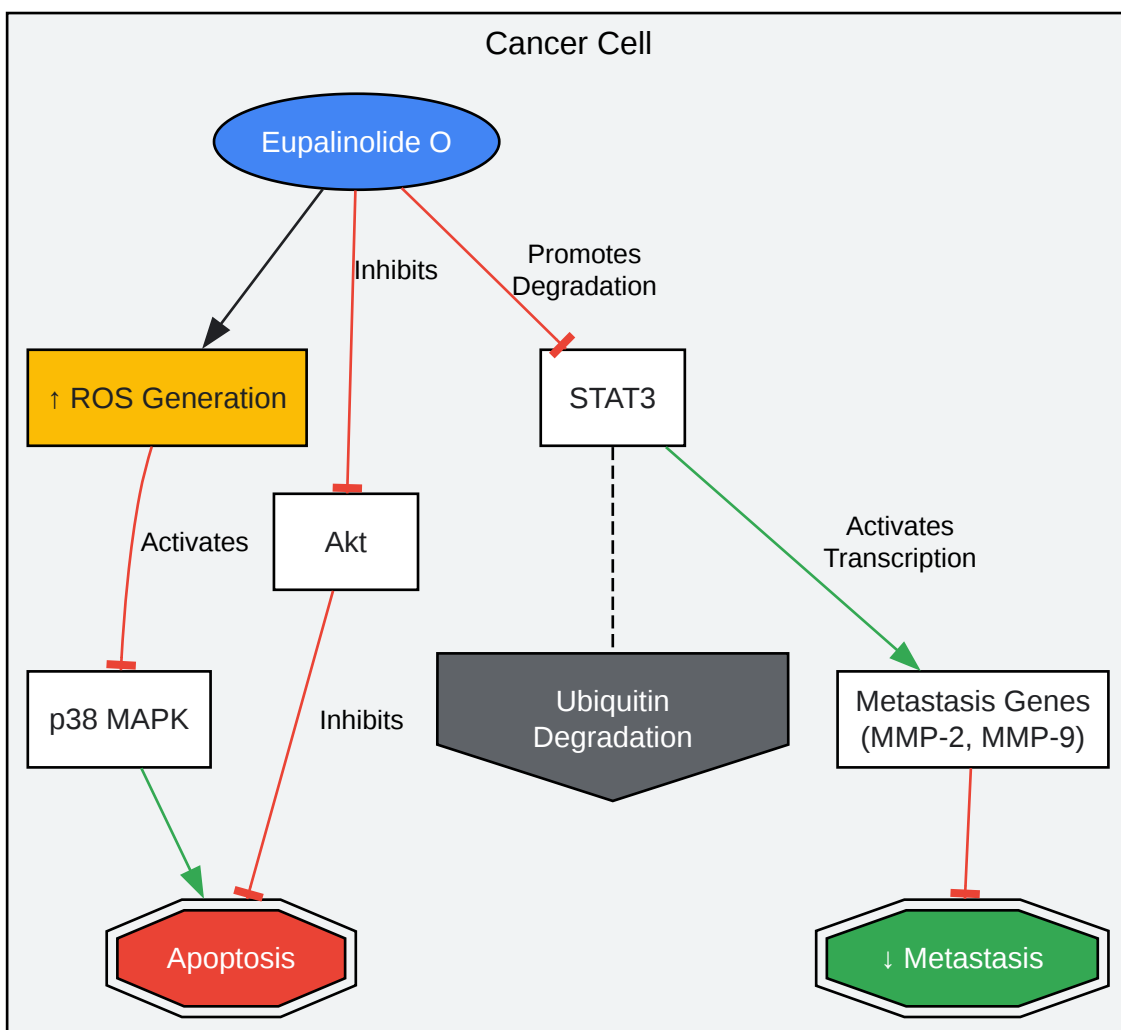 Cancer Cell
Eupalinolide O
Inhibits
Promotes
Degradation
↑ ROS Generation
STAT3
Activates
Akt
Activates
Transcription
p38 MAPK
Inhibits
Ubiquitin
Degradation
Metastasis Genes
(MMP-2, MMP-9)
Apoptosis
↓ Metastasis